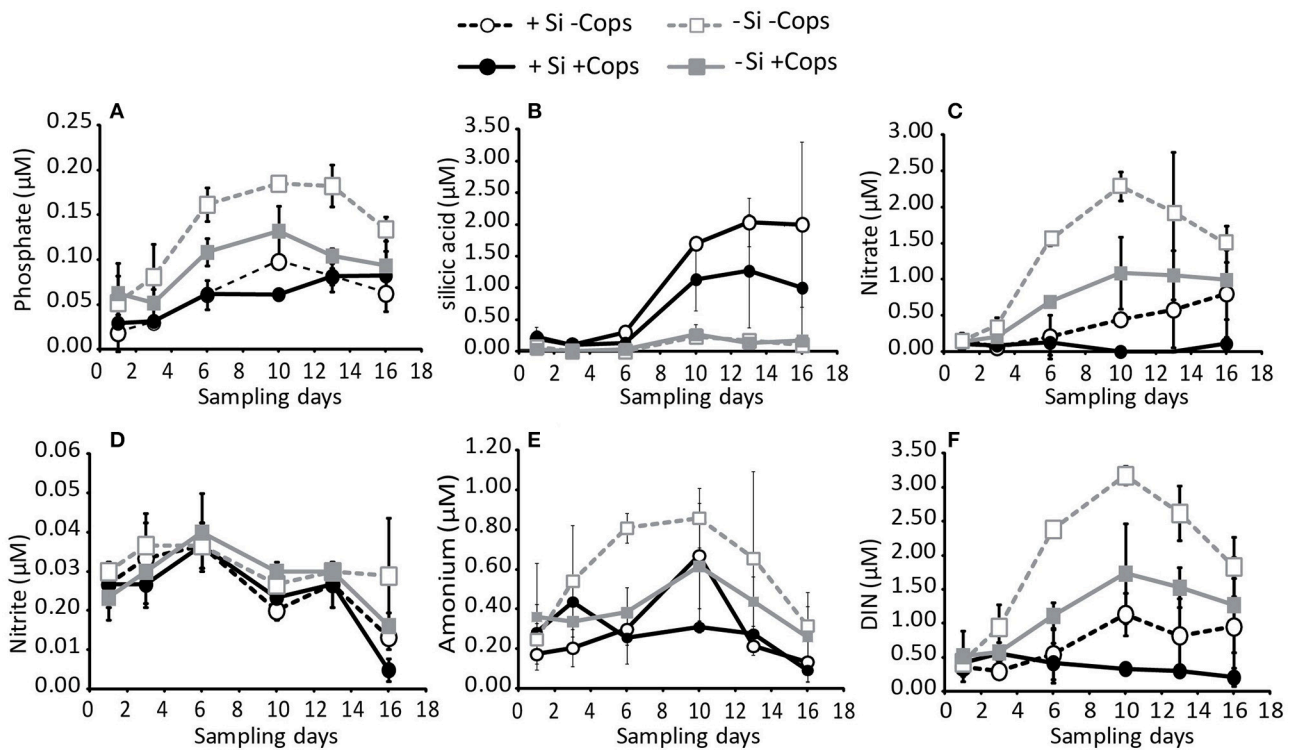 + Si -Cops
- Si -Cops
+ Si +Cops
- Si +Cops
A
Phosphate (µM)
0.25
0.20
0.15
0.10
0.05
0.00
0 2 4 6 8 10 12 14 16 18
Sampling days
B
silicic acid (µM)
3.50
3.00
2.50
2.00
1.50
1.00
0.50
0.00
0 2 4 6 8 10 12 14 16 18
Sampling days
C
Nitrate (µM)
3.00
2.50
2.00
1.50
1.00
0.50
0.00
0 2 4 6 8 10 12 14 16 18
Sampling days
D
Nitrite (µM)
0.06
0.05
0.04
0.03
0.20
0.01
0.00
0 2 4 6 8 10 12 14 16 18
Sampling days
E
Amonium (µM)
1.20
1.00
0.80
0.60
0.40
0.20
0.00
0 2 4 6 8 10 12 14 16 18
Sampling days
F
DIN (µM)
3.50
3.00
2.50
2.00
1.50
1.00
0.50
0.00
0 2 4 6 8 10 12 14 16 18
Sampling days